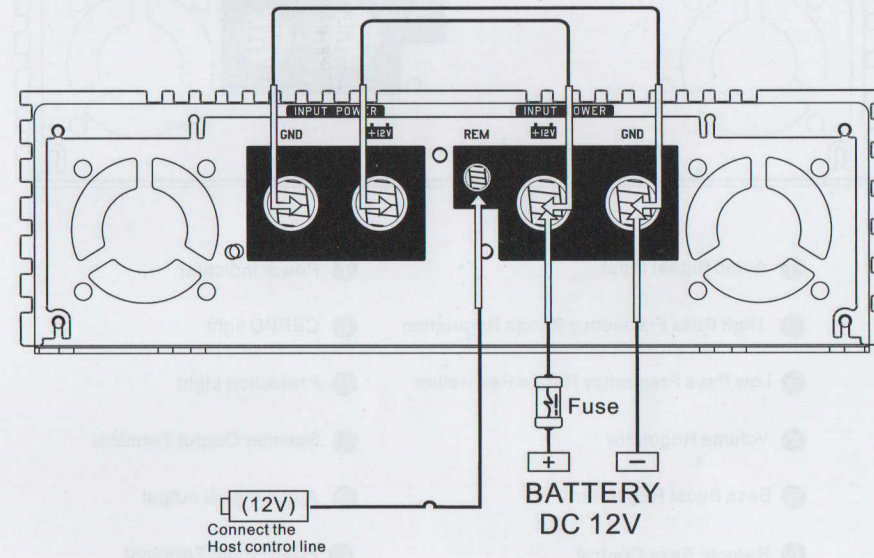 INPUT POWER
INPUT POWER
GND
+12V
REM
+12V
GND
Fuse
+
−
BATTERY
DC 12V
(12V)
Connect the
Host control line